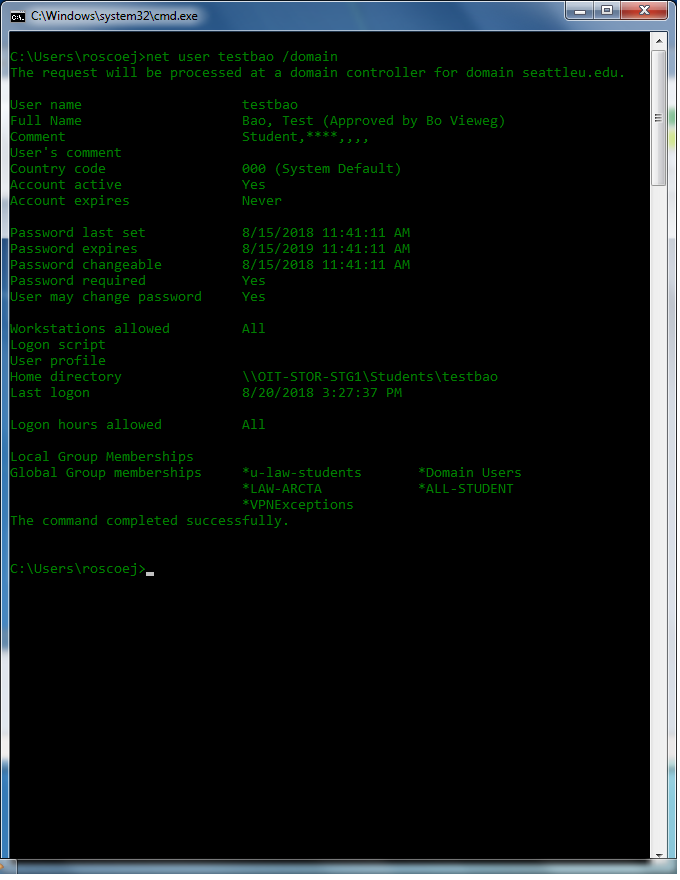 C:\Windows\system32\cmd.exe
C:\Users\roscoej>net user testbao /domain
The request will be processed at a domain controller for domain seattleu.edu.
User name testbao
Full Name Bao, Test (Approved by Bo Vieweg)
Comment Student,****,,,,
User's comment
Country code 000 (System Default)
Account active Yes
Account expires Never
Password last set 8/15/2018 11:41:11 AM
Password expires 8/15/2019 11:41:11 AM
Password changeable 8/15/2018 11:41:11 AM
Password required Yes
User may change password Yes
Workstations allowed All
Logon script
User profile
Home directory \\OIT-STOR-STG1\Students\testbao
Last logon 8/20/2018 3:27:37 PM
Logon hours allowed All
Local Group Memberships
Global Group memberships *u-law-students *Domain Users
*LAW-ARCTA *ALL-STUDENT
*VPNExceptions
The command completed successfully.
C:\Users\roscoej>